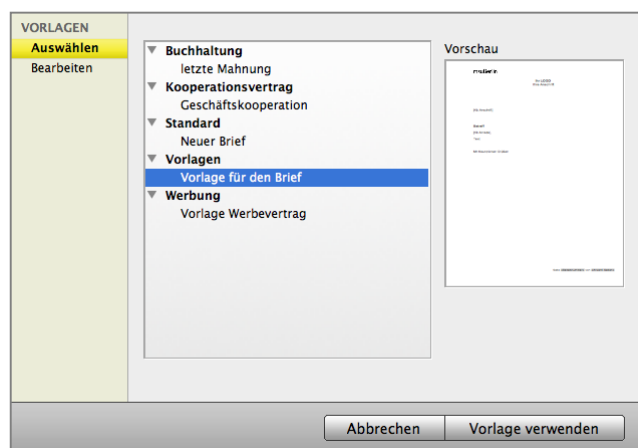 VORLAGEN
Auswählen
Bearbeiten
Buchhaltung
letzte Mahnung
Kooperationsvertrag
Geschäftskooperation
Standard
Neuer Brief
Vorlagen
Vorlage für den Brief
Werbung
Vorlage Werbevertrag
Vorschau
Abbrechen
Vorlage verwenden